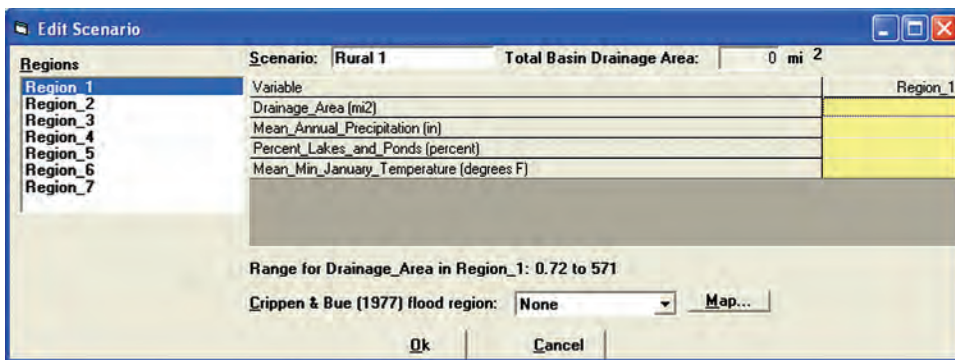 Edit Scenario
Regions
Region_1
Region_2
Region_3
Region_4
Region_5
Region_6
Region_7
Scenario: Rural 1 Total Basin Drainage Area: 0 mi 2
Variable Region_1
Drainage_Area (mi2)
Mean_Annual_Precipitation (in)
Percent_Lakes_and_Ponds (percent)
Mean_Min_January_Temperature (degrees F)
Range for Drainage_Area in Region_1: 0.72 to 571
Crippen & Bue (1977) flood region: None Map...
Ok Cancel